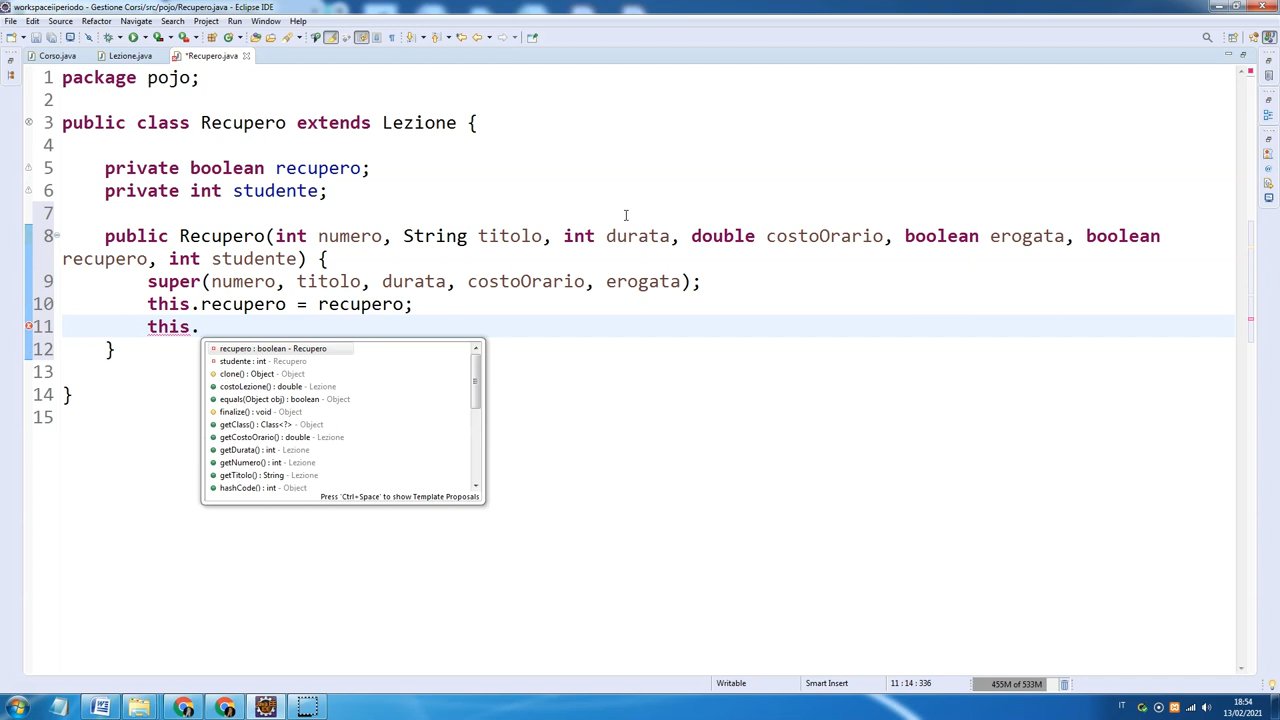 workspaceiiperiodo - Gestione Corsi/src/pojo/Recupero.java - Eclipse IDE
File Edit Source Refactor Navigate Search Project Run Window Help
Corso.java Lezione.java *Recupero.java
1 package pojo;
2
3 public class Recupero extends Lezione {
4
5 private boolean recupero;
6 private int studente;
7
8 public Recupero(int numero, String titolo, int durata, double costoOrario, boolean erogata, boolean
recupero, int studente) {
9 super(numero, titolo, durata, costoOrario, erogata);
10 this.recupero = recupero;
11 this.
12 }
13
14 }
15
recupero : boolean - Recupero
studente : int - Recupero
clone() : Object - Object
costoLezione() : double - Lezione
equals(Object obj) : boolean - Object
finalize() : void - Object
getClass() : Class<?> - Object
getCostoOrario() : double - Lezione
getDurata() : int - Lezione
getNumero() : int - Lezione
getTitolo() : String - Lezione
hashCode() : int - Object
Press 'Ctrl+Space' to show Template Proposals
Writable Smart Insert 11 : 14 : 336 455M of 533M
IT 18:54
13/02/2021